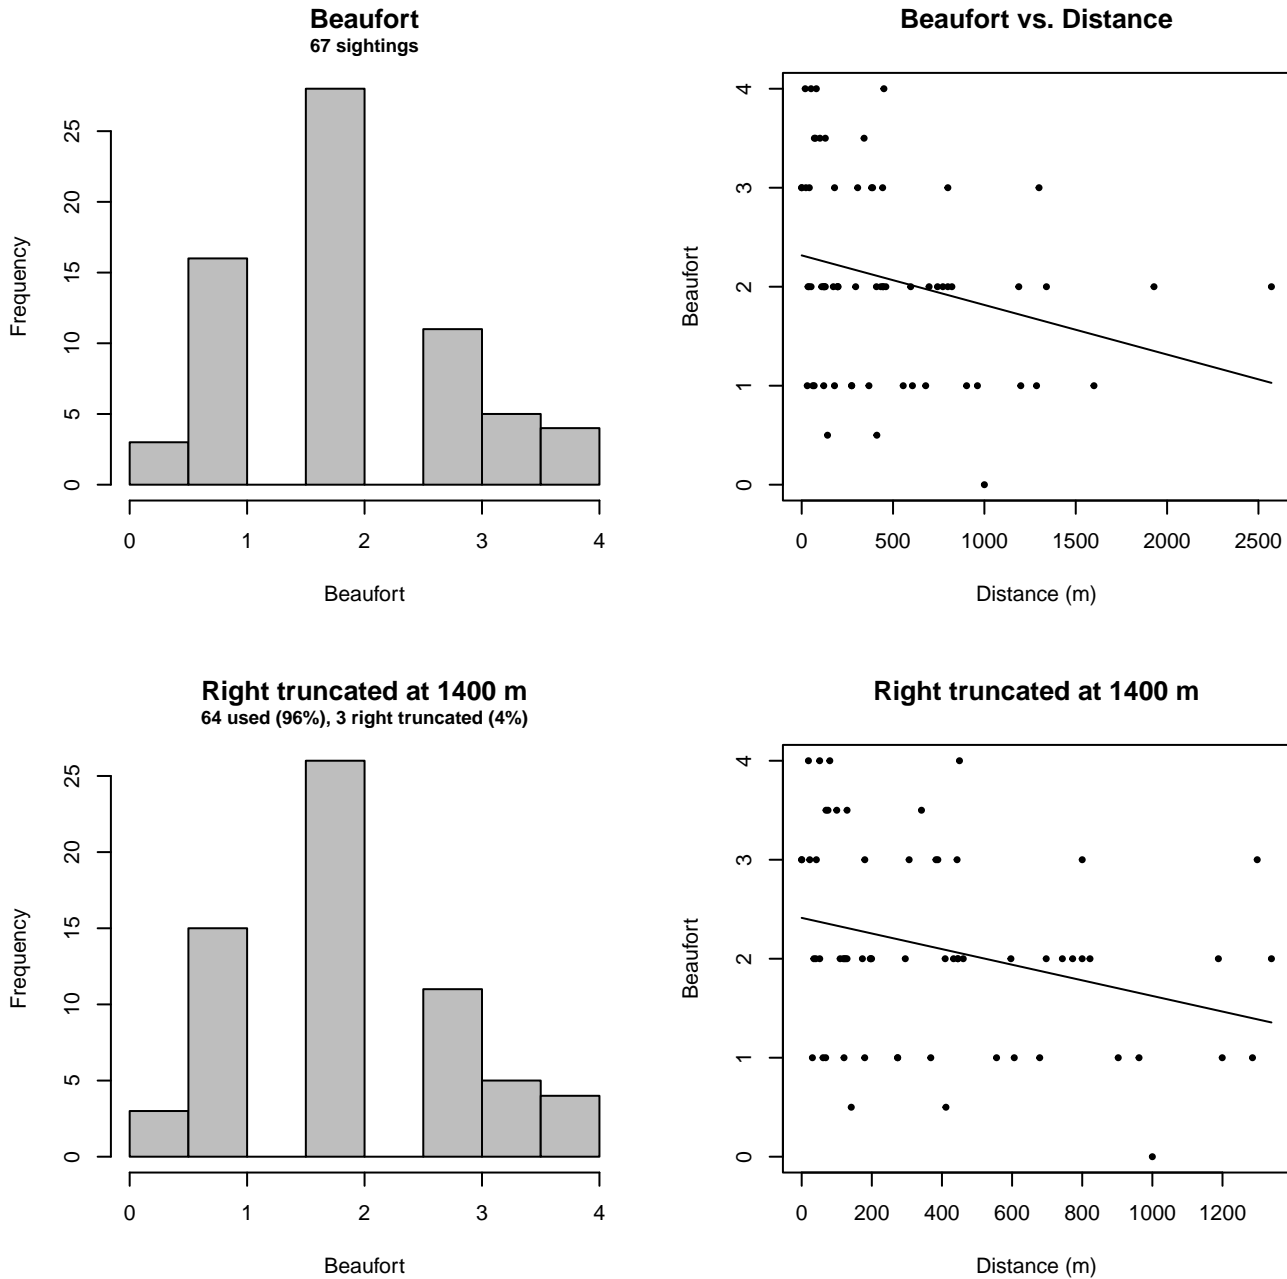 Beaufort
67 sightings
Frequency
0
5
10
15
20
25
0 1 2 3 4
Beaufort
Beaufort vs. Distance
Beaufort
0
1
2
3
4
0 500 1000 1500 2000 2500
Distance (m)
Right truncated at 1400 m
64 used (96%), 3 right truncated (4%)
Frequency
0
5
10
15
20
25
0 1 2 3 4
Beaufort
Right truncated at 1400 m
Beaufort
0
1
2
3
4
0 200 400 600 800 1000 1200
Distance (m)